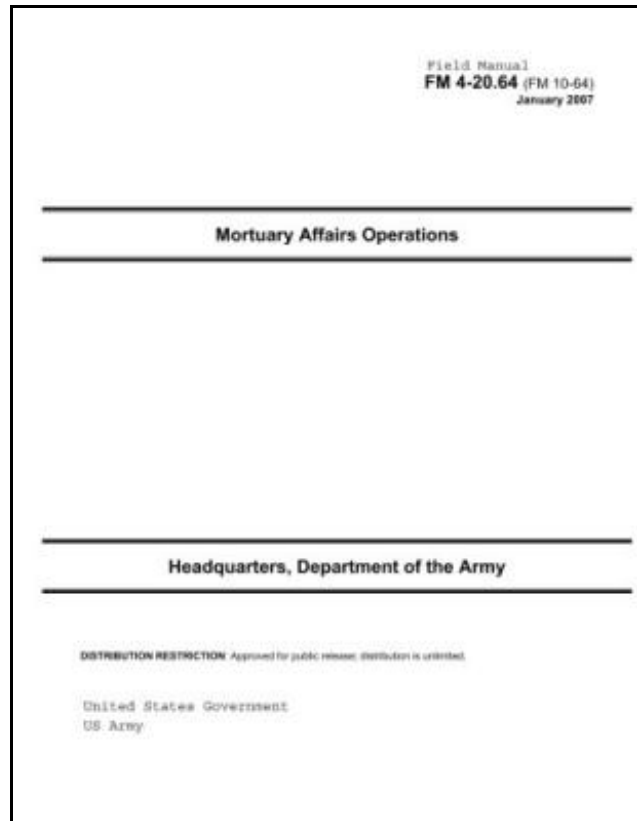 Field Manual
FM 4-20.64 (FM 10-64)
January 2007
Mortuary Affairs Operations
Headquarters, Department of the Army
DISTRIBUTION RESTRICTION: Approved for public release; distribution is unlimited.
United States Government
US Army